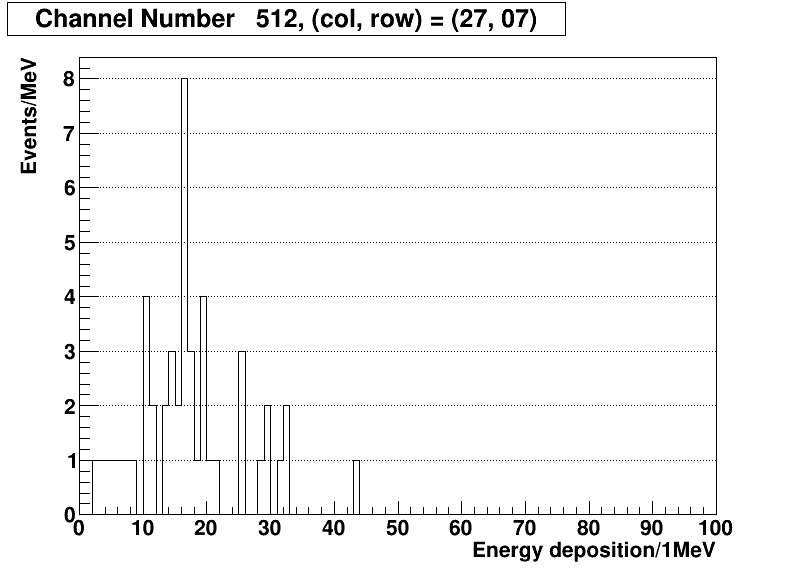 Channel Number 512, (col, row) = (27, 07)
Events/MeV
8
7
6
5
4
3
2
1
0
0 10 20 30 40 50 60 70 80 90 100
Energy deposition/1MeV